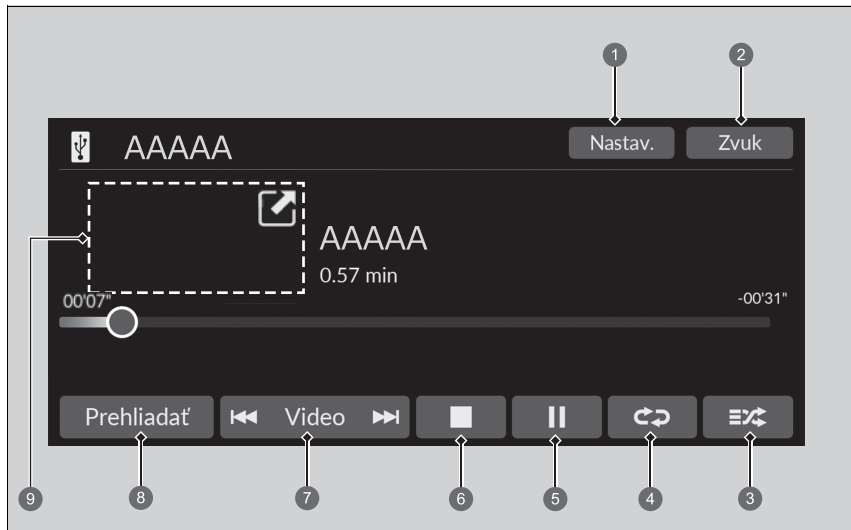 1 2
AAAAA Nastav. Zvuk
AAAAA
0.57 min
00'07" -00'31"
Prehliadať Video
9 8 7 6 5 4 3